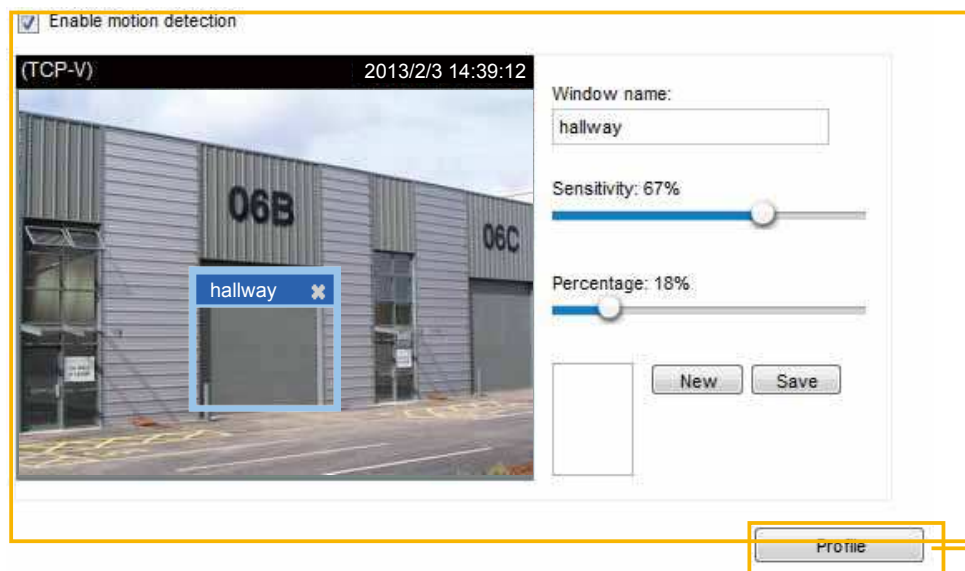 Enable motion detection
(TCP-V) 2013/2/3 14:39:12
Window name:
hallway
Sensitivity: 67%
06B
06C
hallway
Percentage: 18%
New Save
Profile